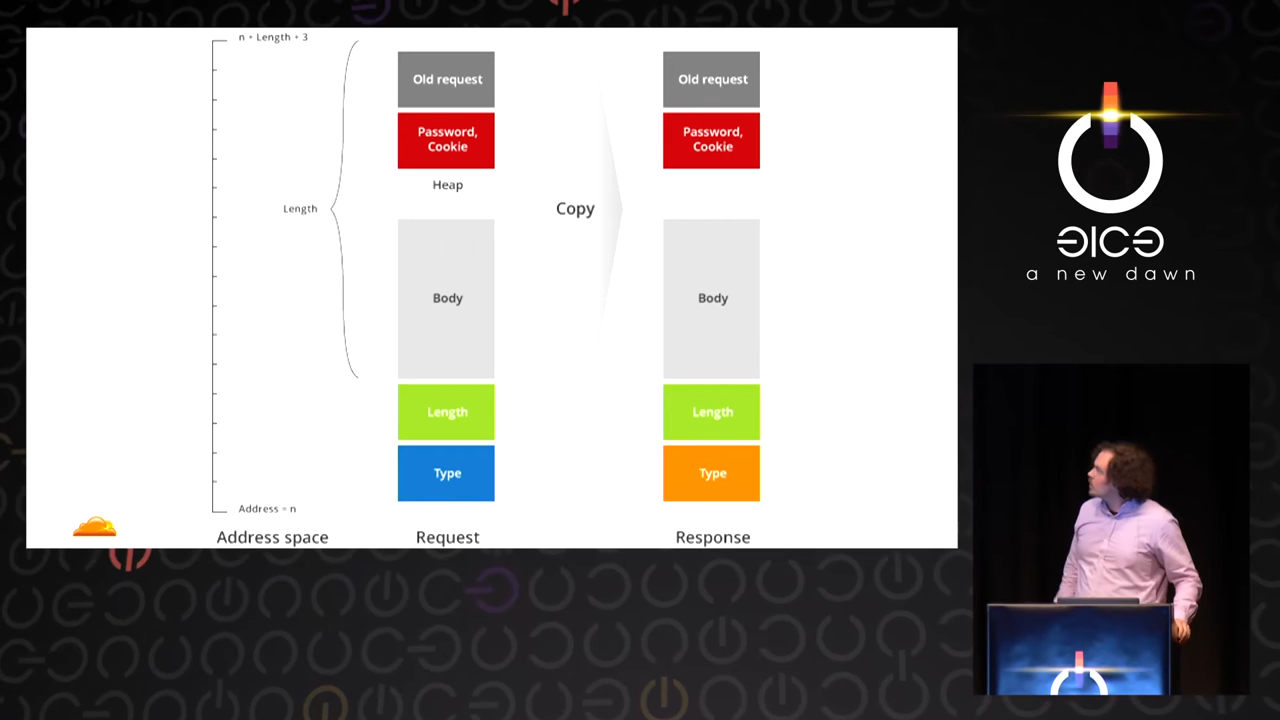 n + Length + 3
Old request
Old request
Password,
Cookie
Password,
Cookie
Heap
Length
Copy
Body
Body
Length
Length
Type
Type
Address = n
Address space
Request
Response
31C3
a new dawn